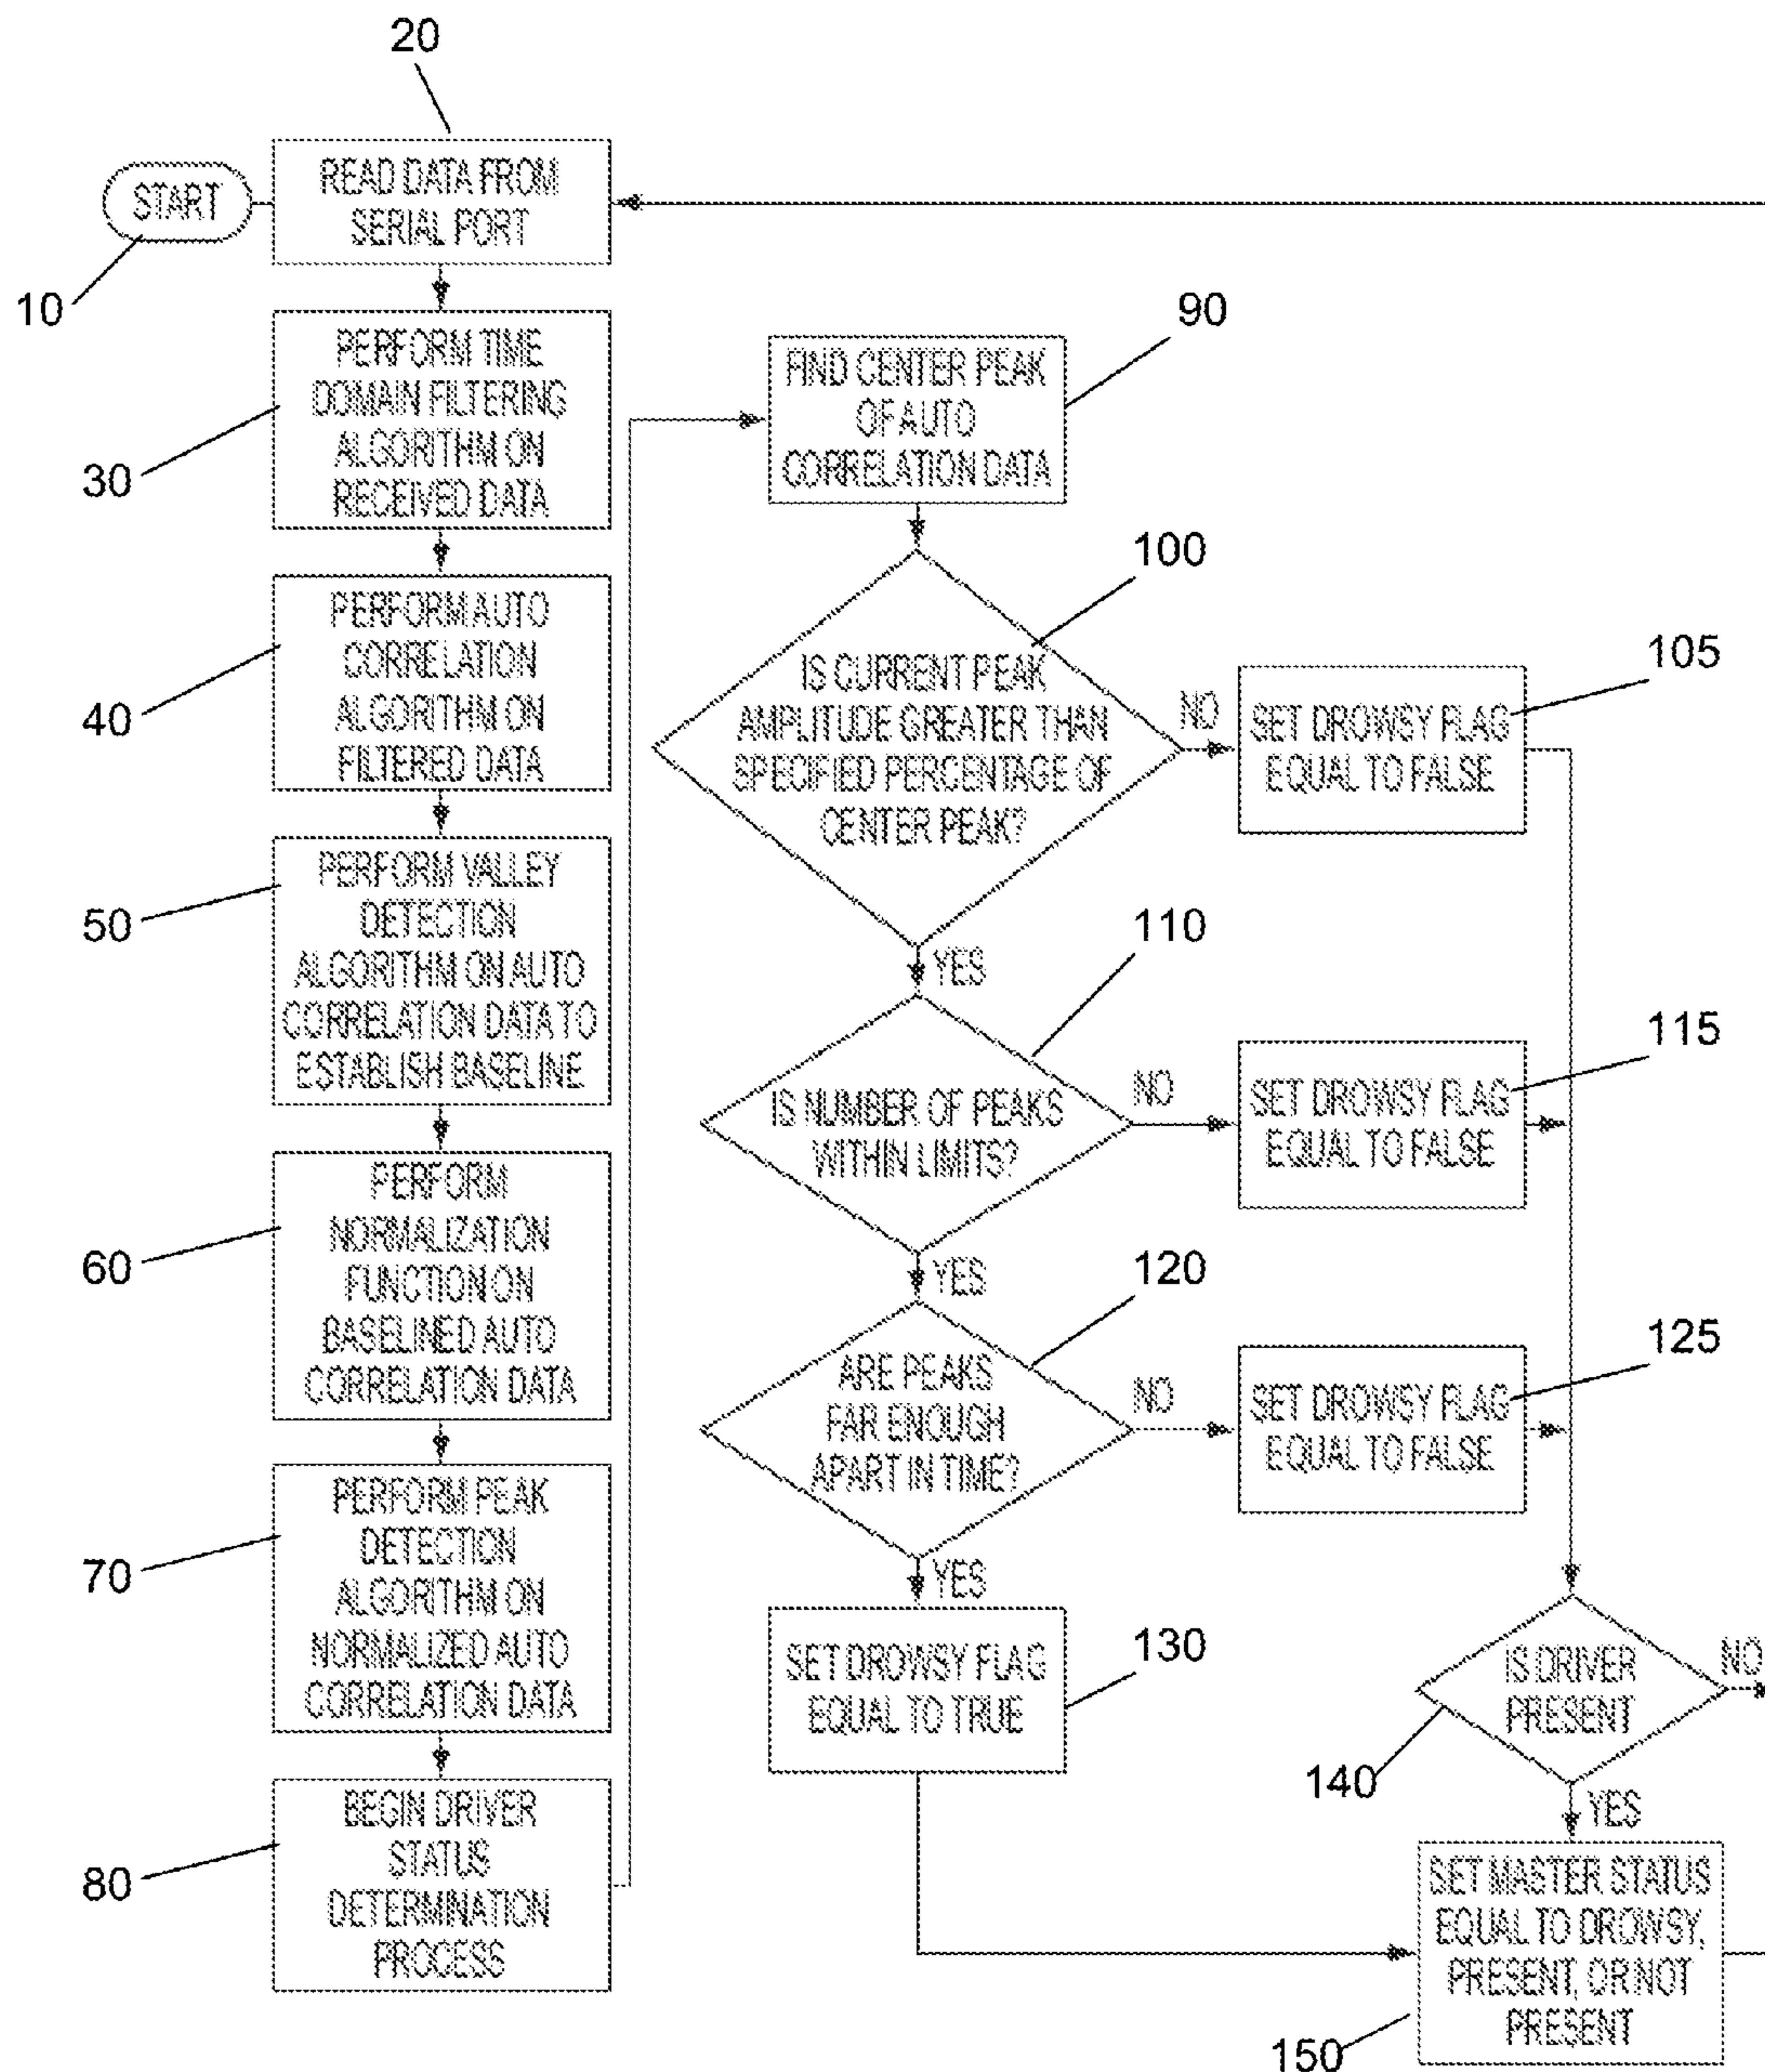 20
START
10
READ DATA FROM
SERIAL PORT
PERFORM TIME
DOMAIN FILTERING
ALGORITHM ON
RECEIVED DATA
30
PERFORM AUTO
CORRELATION
ALGORITHM ON
FILTERED DATA
40
PERFORM VALLEY
DETECTION
ALGORITHM ON AUTO
CORRELATION DATA TO
ESTABLISH BASELINE
50
PERFORM
NORMALIZATION
FUNCTION ON
BASELINED AUTO
CORRELATION DATA
60
PERFORM PEAK
DETECTION
ALGORITHM ON
NORMALIZED AUTO
CORRELATION DATA
70
BEGIN DRIVER
STATUS
DETERMINATION
PROCESS
80
90
FIND CENTER PEAK
OF AUTO
CORRELATION DATA
100
IS CURRENT PEAK
AMPLITUDE GREATER THAN
SPECIFIED PERCENTAGE OF
CENTER PEAK?
NO
105
SET DROWSY FLAG
EQUAL TO FALSE
YES
110
IS NUMBER OF PEAKS
WITHIN LIMITS?
NO
115
SET DROWSY FLAG
EQUAL TO FALSE
YES
120
ARE PEAKS
FAR ENOUGH
APART IN TIME?
NO
125
SET DROWSY FLAG
EQUAL TO FALSE
YES
130
SET DROWSY FLAG
EQUAL TO TRUE
IS DRIVER
PRESENT
NO
140
YES
SET MASTER STATUS
EQUAL TO DROWSY,
PRESENT, OR NOT
PRESENT
150